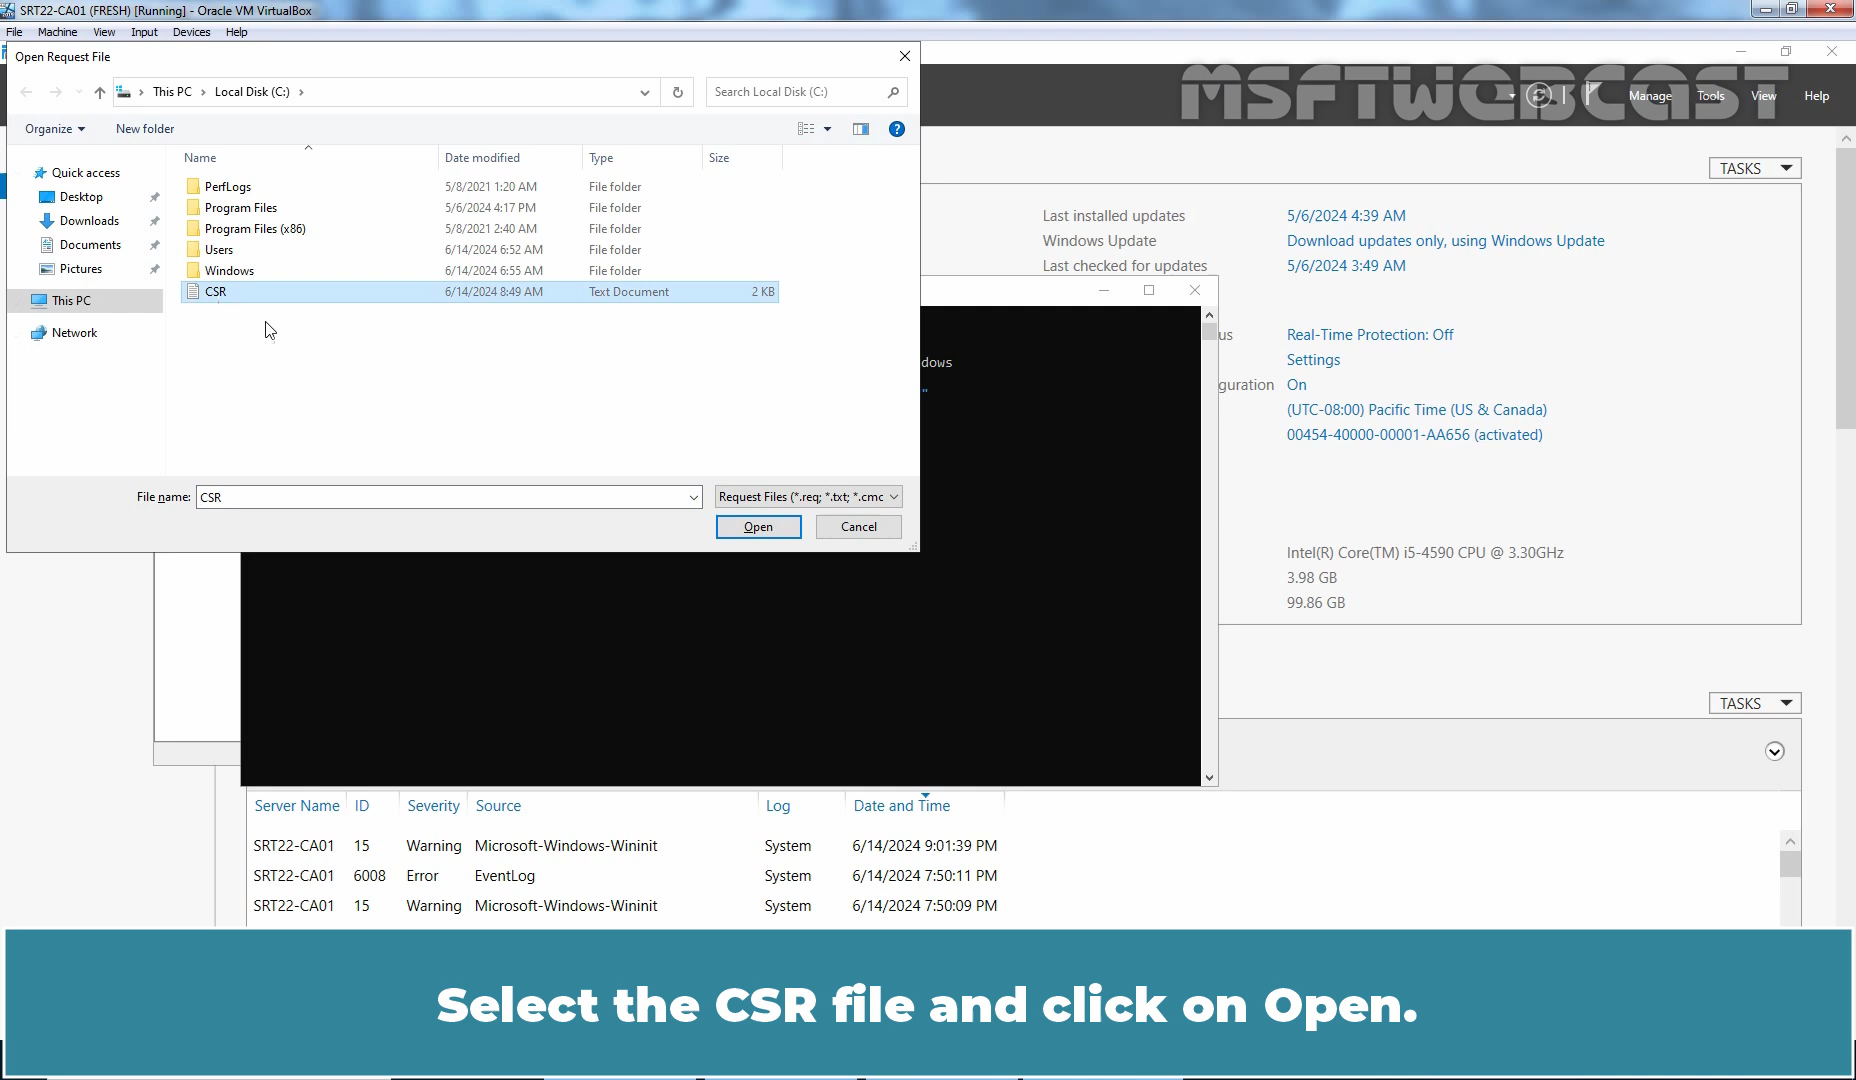 SRT22-CA01 (FRESH) [Running] - Oracle VM VirtualBox
File Machine View Input Devices Help
Open Request File
This PC > Local Disk (C:) >
Search Local Disk (C:)
MSFTWEBCAST
Manage Tools View Help
Organize New folder
Name Date modified Type Size
Quick access
Desktop
Downloads
Documents
Pictures
This PC
Network
PerfLogs 5/8/2021 1:20 AM File folder
Program Files 5/6/2024 4:17 PM File folder
Program Files (x86) 5/8/2021 2:40 AM File folder
Users 6/14/2024 6:52 AM File folder
Windows 6/14/2024 6:55 AM File folder
CSR 6/14/2024 8:49 AM Text Document 2 KB
File name: CSR
Request Files (*.req; *.txt; *.cmc
Open Cancel
TASKS
Last installed updates 5/6/2024 4:39 AM
Windows Update Download updates only, using Windows Update
Last checked for updates 5/6/2024 3:49 AM
dows
"
us Real-Time Protection: Off
Settings
guration On
(UTC-08:00) Pacific Time (US & Canada)
00454-40000-00001-AA656 (activated)
Intel(R) Core(TM) i5-4590 CPU @ 3.30GHz
3.98 GB
99.86 GB
TASKS
Server Name ID Severity Source Log Date and Time
SRT22-CA01 15 Warning Microsoft-Windows-Wininit System 6/14/2024 9:01:39 PM
SRT22-CA01 6008 Error EventLog System 6/14/2024 7:50:11 PM
SRT22-CA01 15 Warning Microsoft-Windows-Wininit System 6/14/2024 7:50:09 PM
Select the CSR file and click on Open.